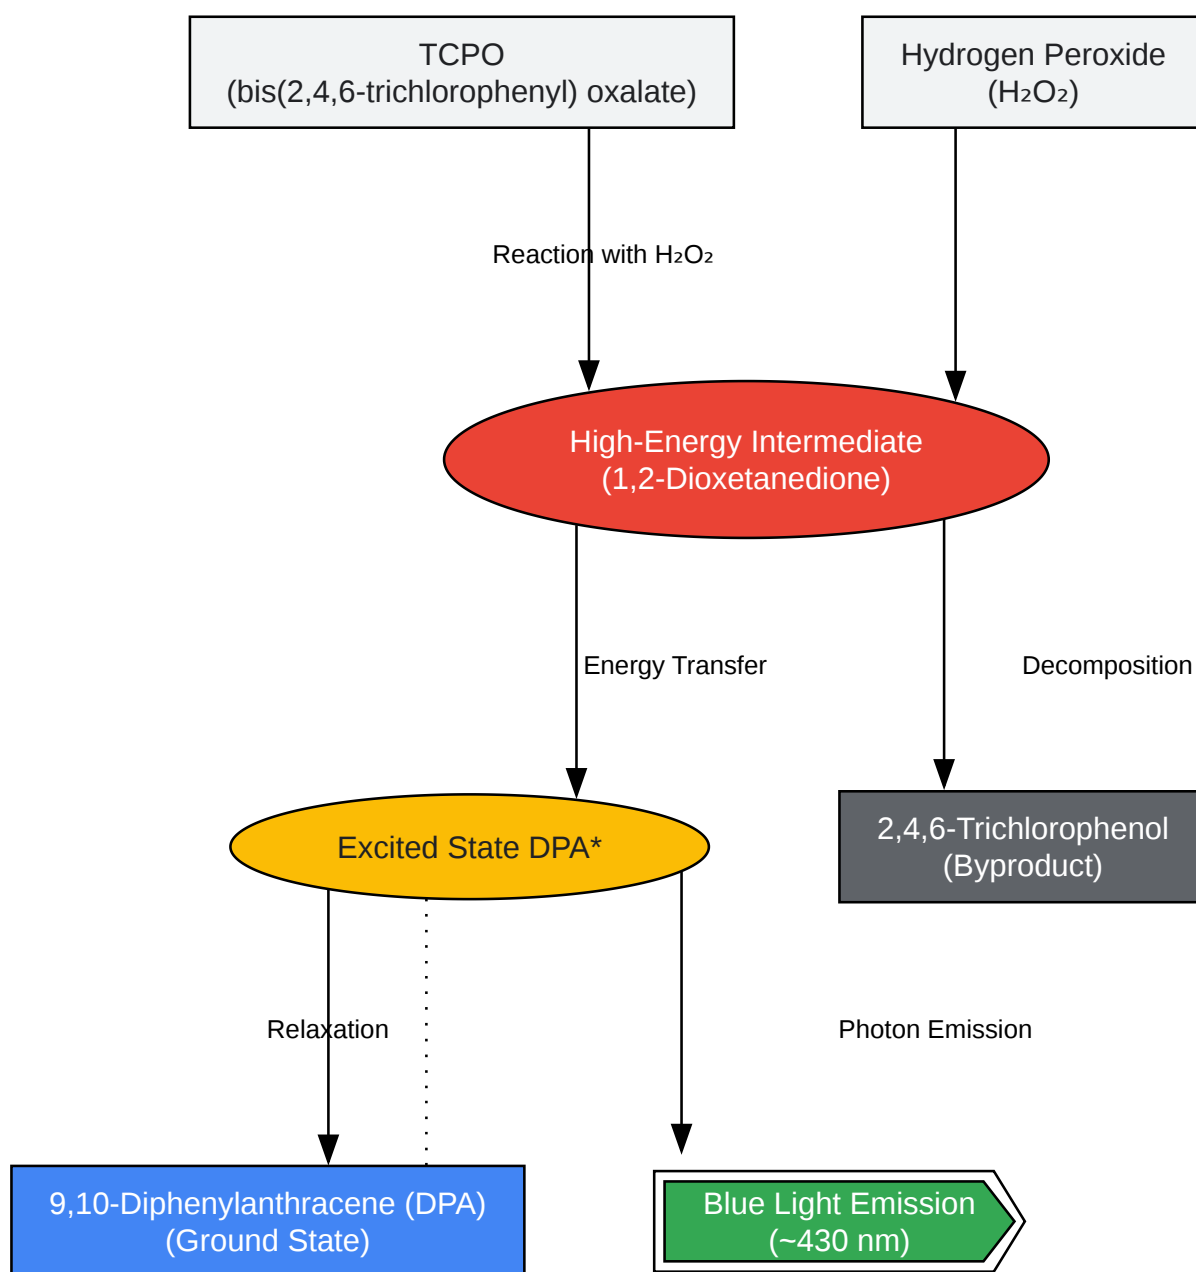 TCPO
(bis(2,4,6-trichlorophenyl) oxalate)
Hydrogen Peroxide
(H₂O₂)
Reaction with H₂O₂
High-Energy Intermediate
(1,2-Dioxetanedione)
Energy Transfer
Decomposition
Excited State DPA*
2,4,6-Trichlorophenol
(Byproduct)
Relaxation
Photon Emission
9,10-Diphenylanthracene (DPA)
(Ground State)
Blue Light Emission
(~430 nm)